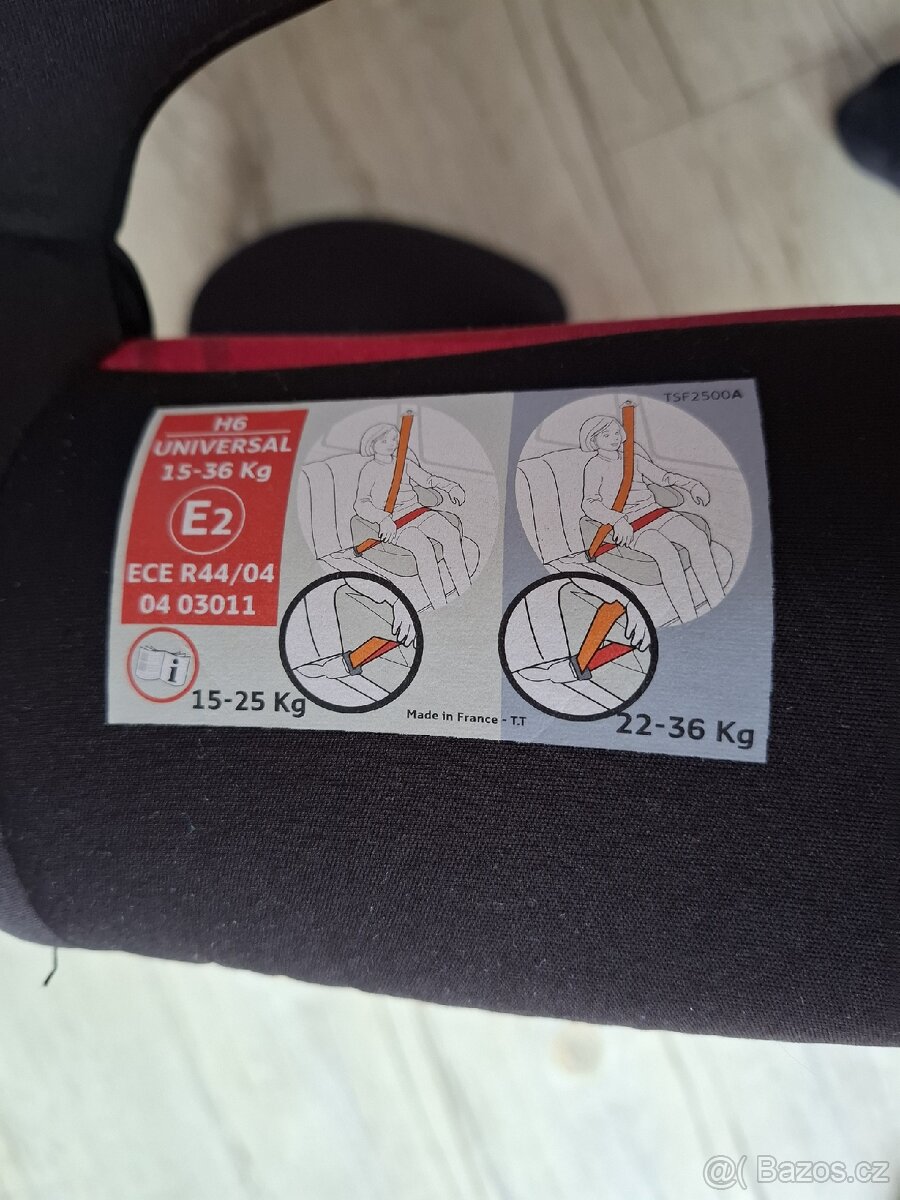 H6
UNIVERSAL
15-36 Kg
E2
ECE R44/04
04 03011
i
15-25 Kg
Made in France - T.T
TSF2500A
22-36 Kg
@( Bazos.cz